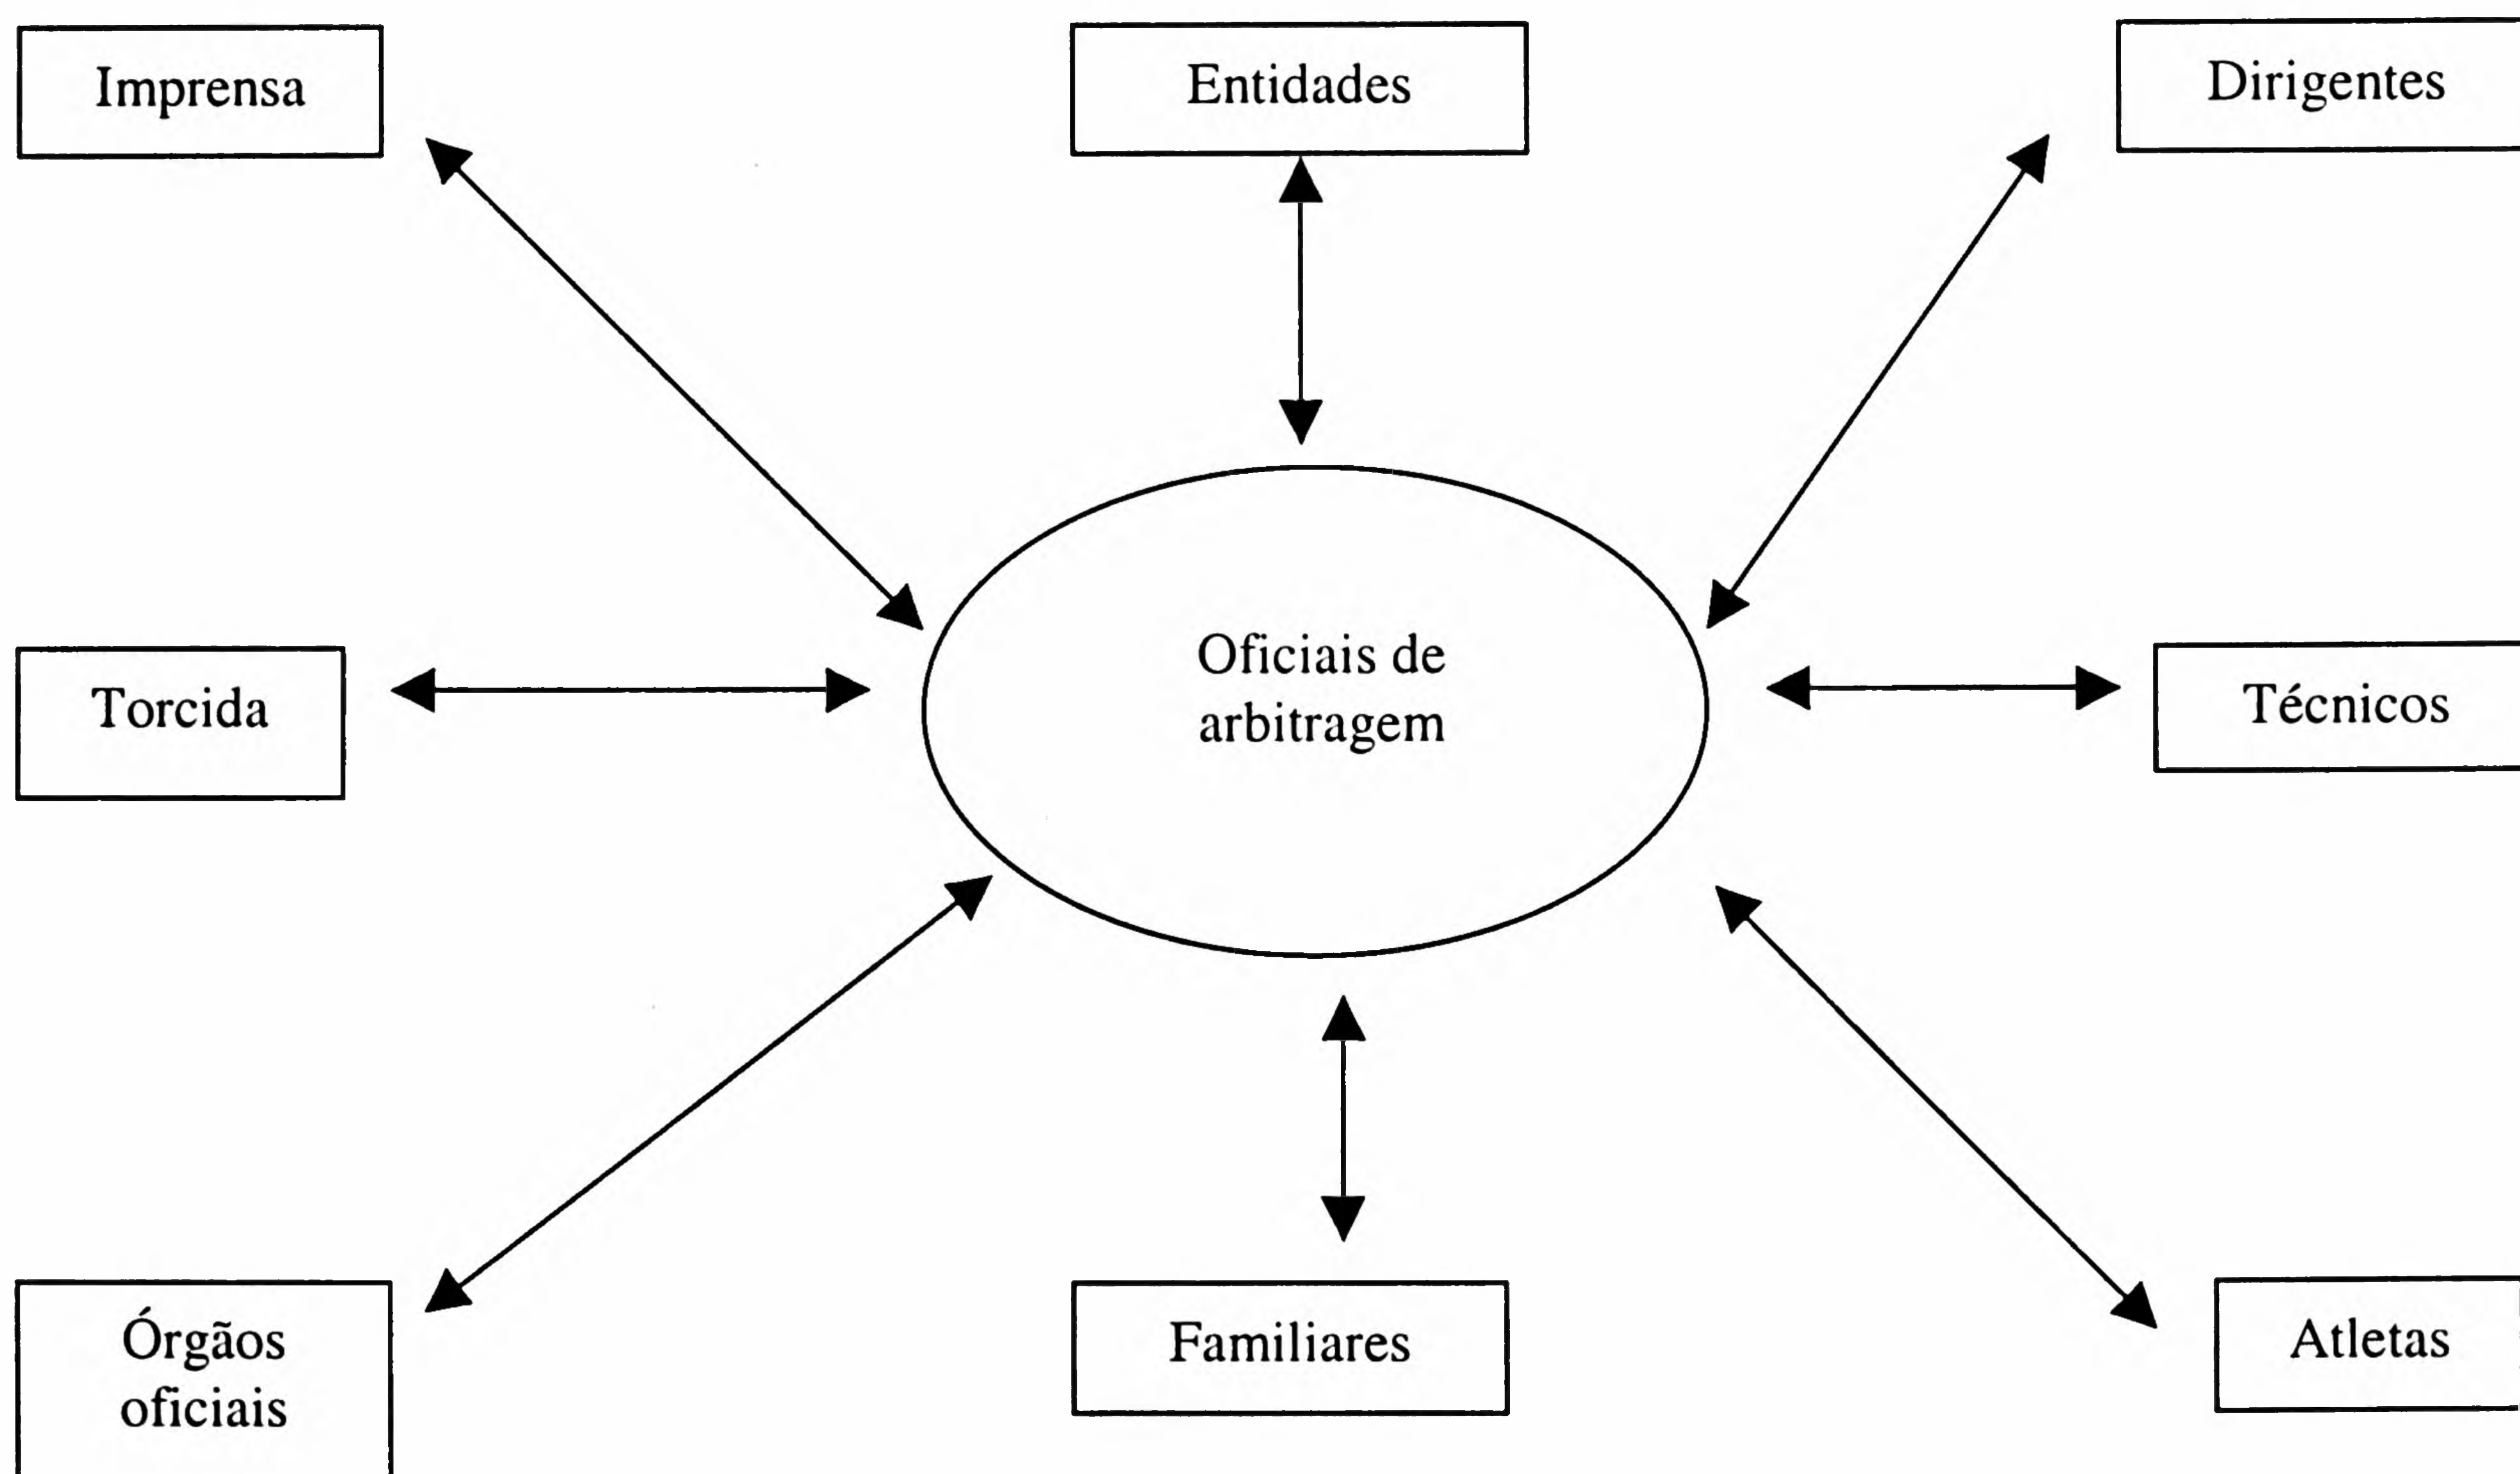 Imprensa
Entidades
Dirigentes
Oficiais de
arbitragem
Torcida
Técnicos
Órgãos
oficiais
Familiares
Atletas